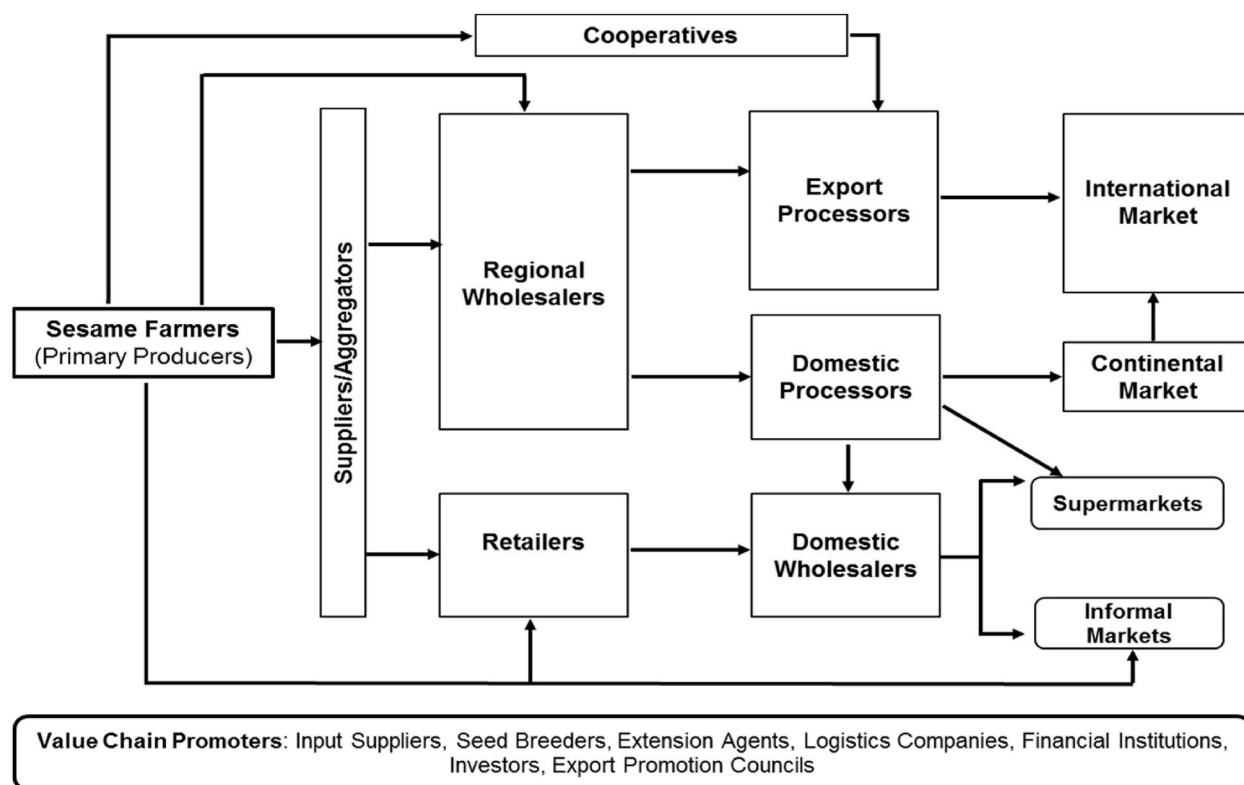 Cooperatives
Suppliers/Aggregators
Regional
Wholesalers
Export
Processors
International
Market
Sesame Farmers
(Primary Producers)
Domestic
Processors
Continental
Market
Retailers
Domestic
Wholesalers
Supermarkets
Informal
Markets
Value Chain Promoters: Input Suppliers, Seed Breeders, Extension Agents, Logistics Companies, Financial Institutions,
Investors, Export Promotion Councils